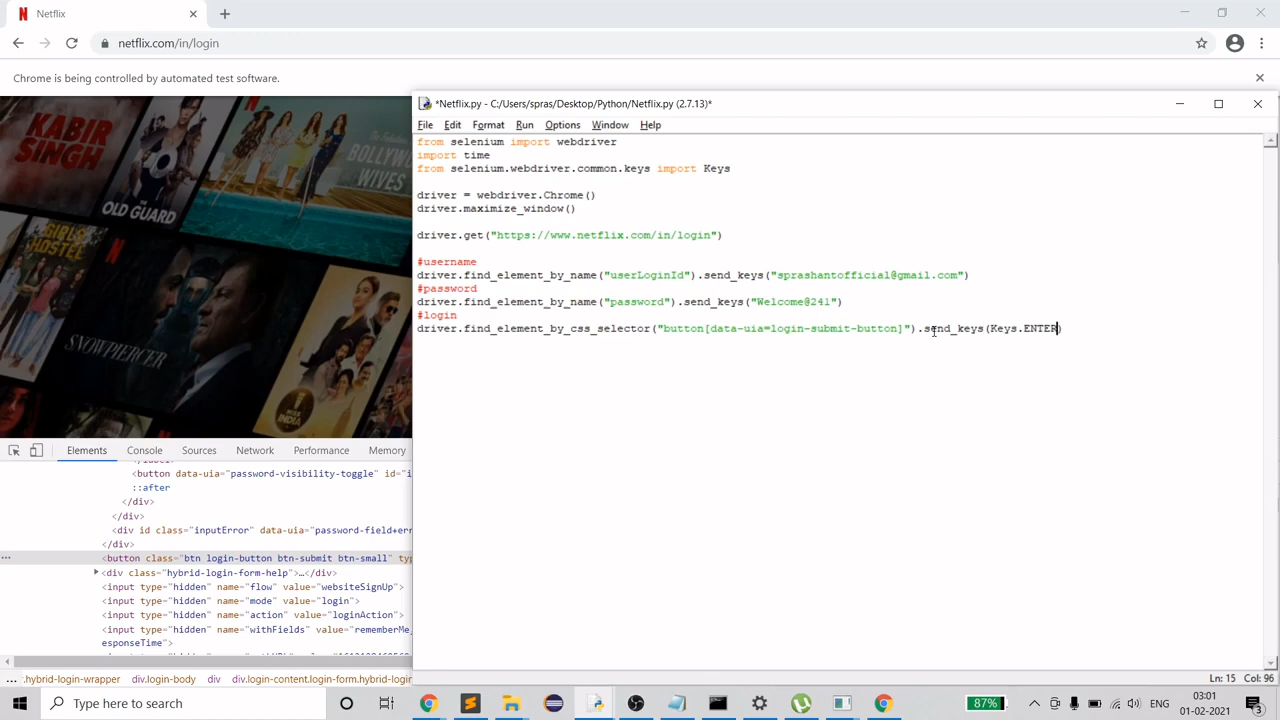 Netflix
netflix.com/in/login
Chrome is being controlled by automated test software.
KABIR
SINGH
THE
OLD GUARD
BOLLYWOOD
WIVES
GIRLS
HOSTEL
SNOWPIERCER
MISS
INDIA
*Netflix.py - C:/Users/spras/Desktop/Python/Netflix.py (2.7.13)*
File Edit Format Run Options Window Help
from selenium import webdriver
import time
from selenium.webdriver.common.keys import Keys
driver = webdriver.Chrome()
driver.maximize_window()
driver.get("https://www.netflix.com/in/login")
#username
driver.find_element_by_name("userLoginId").send_keys("sprashantofficial@gmail.com")
#password
driver.find_element_by_name("password").send_keys("Welcome@241")
#login
driver.find_element_by_css_selector("button[data-uia=login-submit-button]").send_keys(Keys.ENTER)
Ln: 15 Col: 96
Elements Console Sources Network Performance Memory
<button data-uia="password-visibility-toggle" id="i
::after
</div>
</div>
<div id class="inputError" data-uia="password-field+err
</div>
<button class="btn login-button btn-submit btn-small" typ
<div class="hybrid-login-form-help">…</div>
<input type="hidden" name="flow" value="websiteSignUp">
<input type="hidden" name="mode" value="login">
<input type="hidden" name="action" value="loginAction">
<input type="hidden" name="withFields" value="rememberMe,
esponseTime">
... .hybrid-login-wrapper div.login-body div div.login-content.login-form.hybrid-login
Type here to search
87%
ENG
03:01
01-02-2021
3